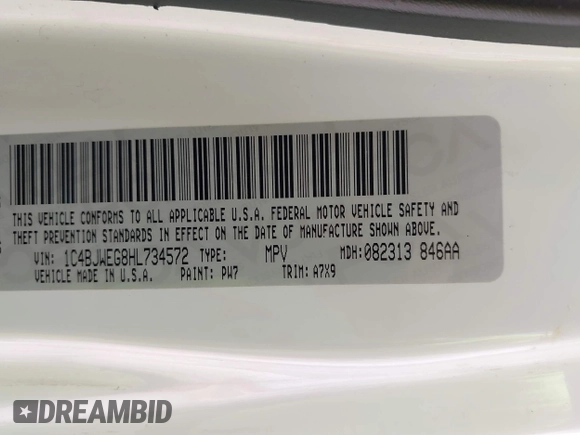 THIS VEHICLE CONFORMS TO ALL APPLICABLE U.S.A. FEDERAL MOTOR VEHICLE SAFETY AND
THEFT PREVENTION STANDARDS IN EFFECT ON THE DATE OF MANUFACTURE SHOWN ABOVE.
VIN: 1C4BJWEG8HL734572 TYPE: MPV MDH: 082313 846AA
VEHICLE MADE IN U.S.A. PAINT: PW7 TRIM: A7X9
DREAMBID